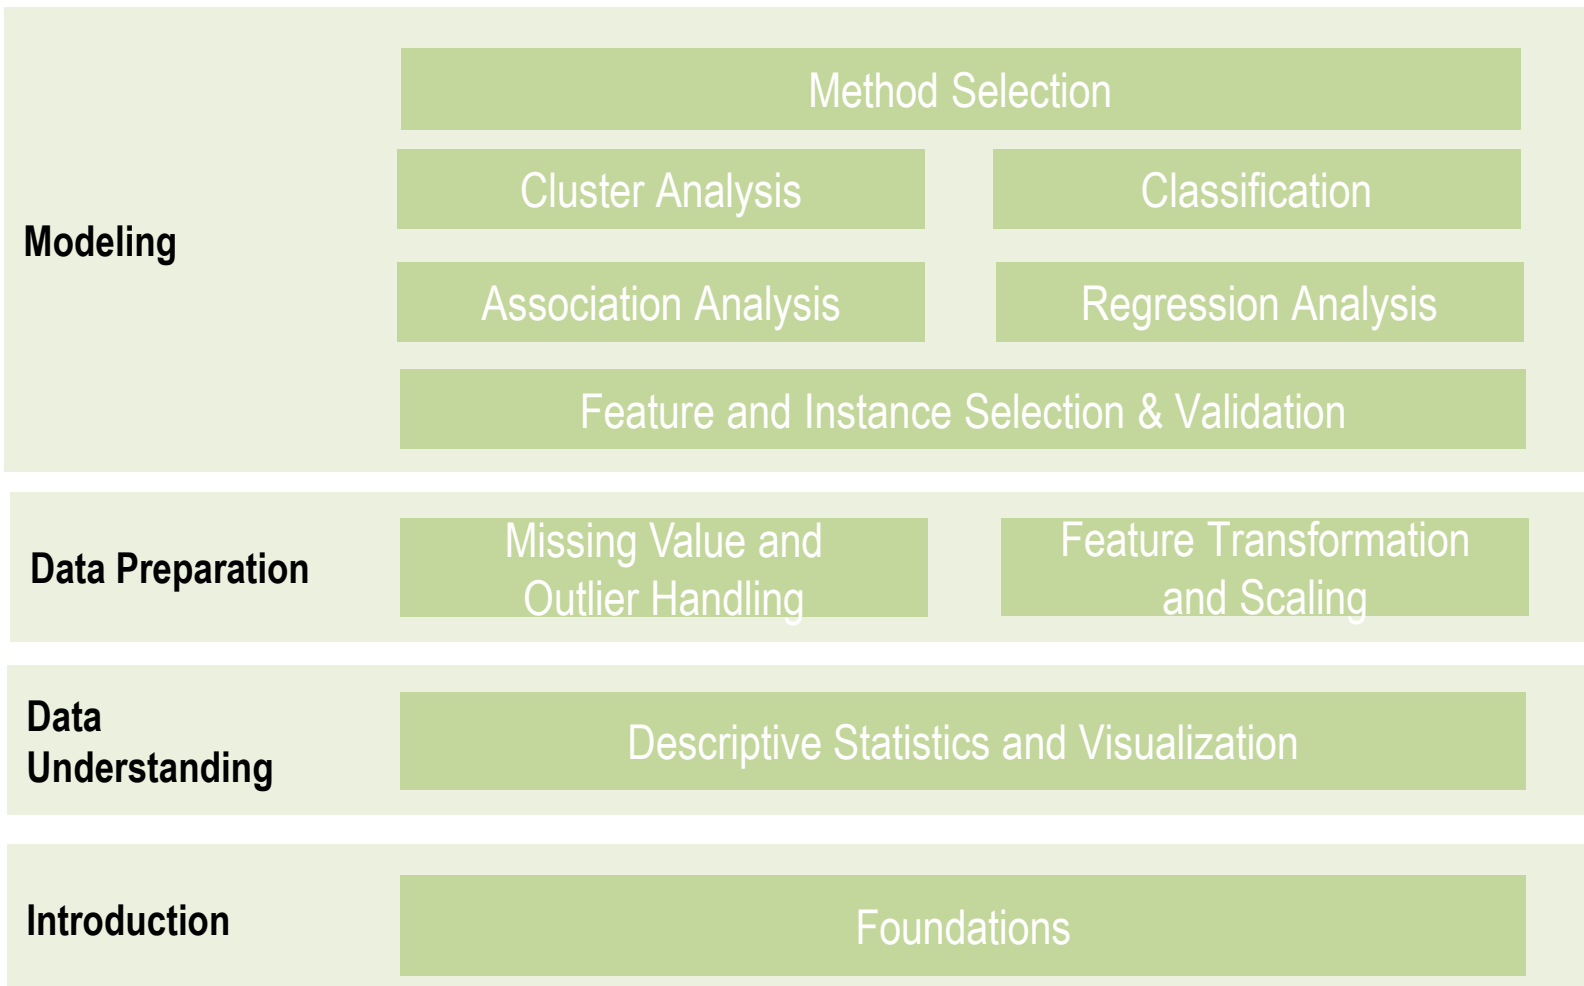 Modeling
Method Selection
Cluster Analysis
Classification
Association Analysis
Regression Analysis
Feature and Instance Selection & Validation
Data Preparation
Missing Value and
Outlier Handling
Feature Transformation
and Scaling
Data
Understanding
Descriptive Statistics and Visualization
Introduction
Foundations